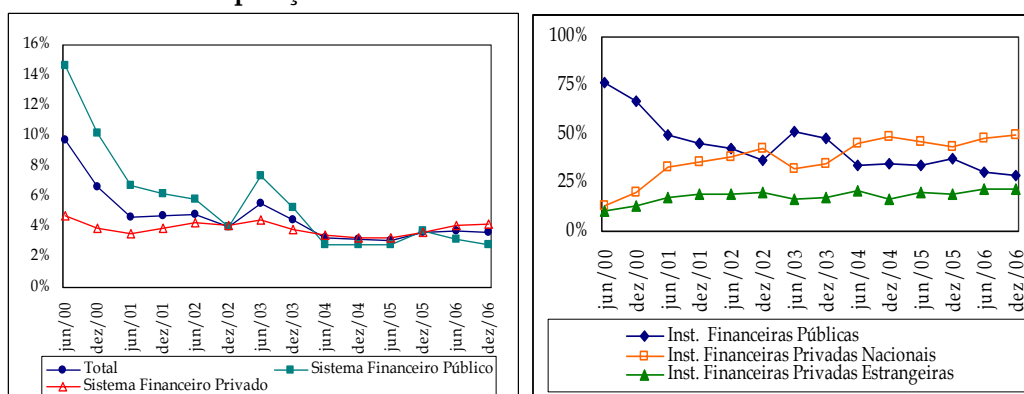 16%
14%
12%
10%
8%
6%
4%
2%
0%
jun/00
dez/00
jun/01
dez/01
jun/02
dez/02
jun/03
dez/03
jun/04
dez/04
jun/05
dez/05
jun/06
dez/06
Total
Sistema Financeiro Público
Sistema Financeiro Privado
100%
75%
50%
25%
0%
jun/00
dez/00
jun/01
dez/01
jun/02
dez/02
jun/03
dez/03
jun/04
dez/04
jun/05
dez/05
jun/06
dez/06
Inst. Financeiras Públicas
Inst. Financeiras Privadas Nacionais
Inst. Financeiras Privadas Estrangeiras